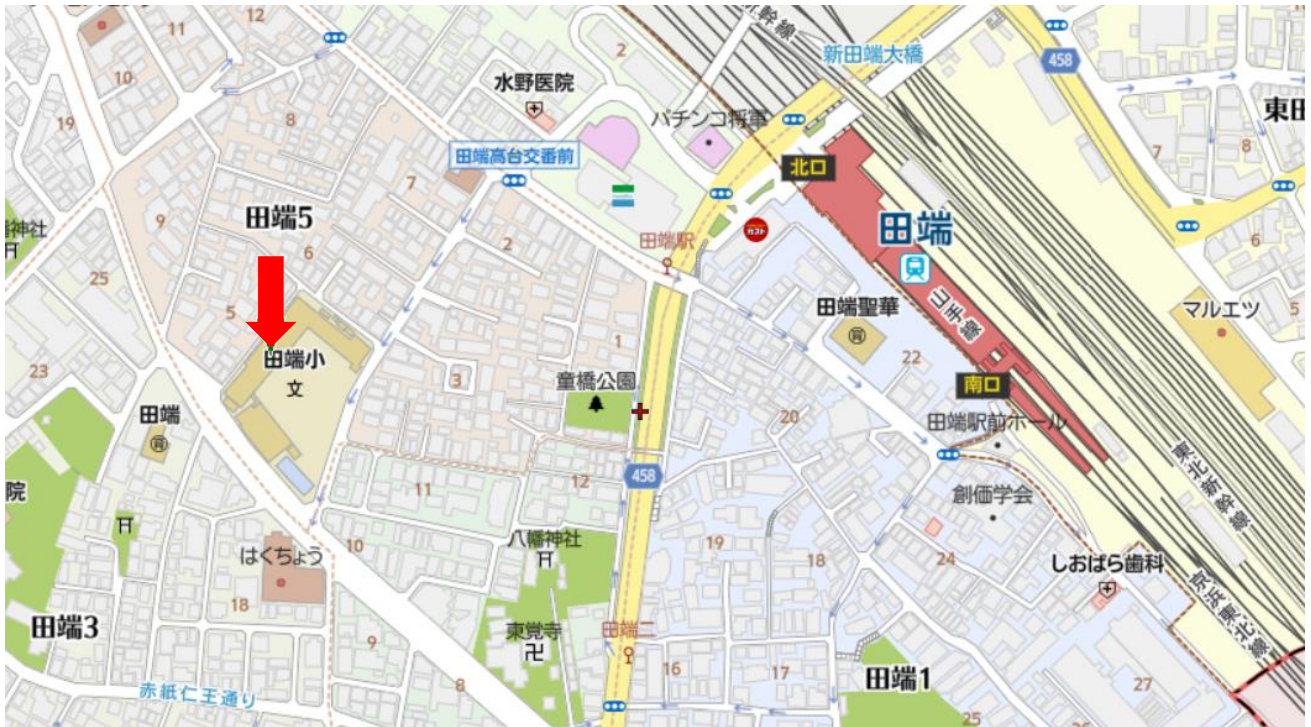 11
10
19
8
水野医院
2
パチンコ将軍
新幹線
新田端大橋
458
東田
7
8
田端高台交番前
7
北口
田端
9
田端5
神社
6
2
田端駅
ガスト
山手線
6
マルエツ
5
25
5
田端小
文
1
田端聖華
22
南口
23
3
童橋公園
20
田端駅前ホール
田端
458
11
12
東北新幹線
院
創価学会
はくちょう
10
八幡神社
19
18
24
しおばら歯科
京浜東北線
18
田端3
9
東覚寺
田端二
16
17
田端1
27
赤紙仁王通り
8
25
26